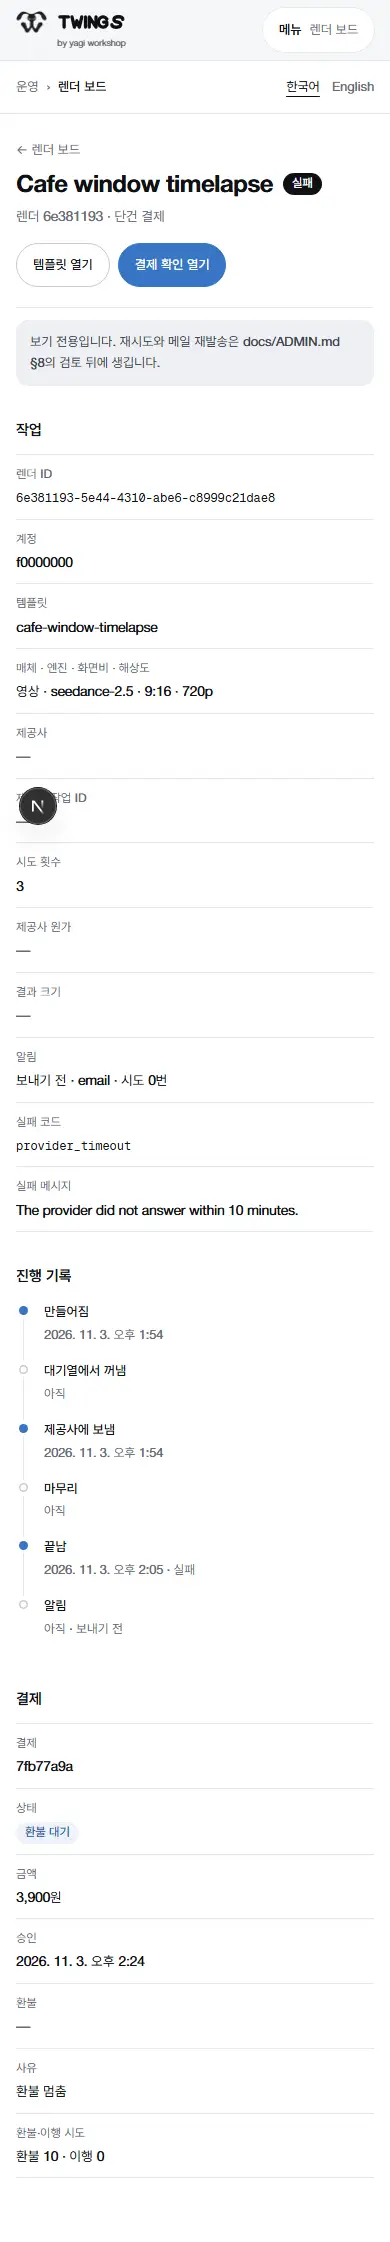 TWINGS
by yagi workshop
메뉴 렌더 보드
운영 › 렌더 보드
한국어 English
← 렌더 보드
Cafe window timelapse 실패
렌더 6e381193 · 단건 결제
템플릿 열기 결제 확인 열기
보기 전용입니다. 재시도와 메일 재발송은 docs/ADMIN.md
§8의 검토 뒤에 생깁니다.
작업
렌더 ID
6e381193-5e44-4310-abe6-c8999c21dae8
계정
f0000000
템플릿
cafe-window-timelapse
매체 · 엔진 · 화면비 · 해상도
영상 · seedance-2.5 · 9:16 · 720p
제공사
—
작업 ID
N
시도 횟수
3
제공사 원가
—
결과 크기
—
알림
보내기 전 · email · 시도 0번
실패 코드
provider_timeout
실패 메시지
The provider did not answer within 10 minutes.
진행 기록
만들어짐
2026. 11. 3. 오후 1:54
대기열에서 꺼냄
아직
제공사에 보냄
2026. 11. 3. 오후 1:54
마무리
아직
끝남
2026. 11. 3. 오후 2:05 · 실패
알림
아직 · 보내기 전
결제
결제
7fb77a9a
상태
환불 대기
금액
3,900원
승인
2026. 11. 3. 오후 2:24
환불
—
사유
환불 멈춤
환불·이행 시도
환불 10 · 이행 0